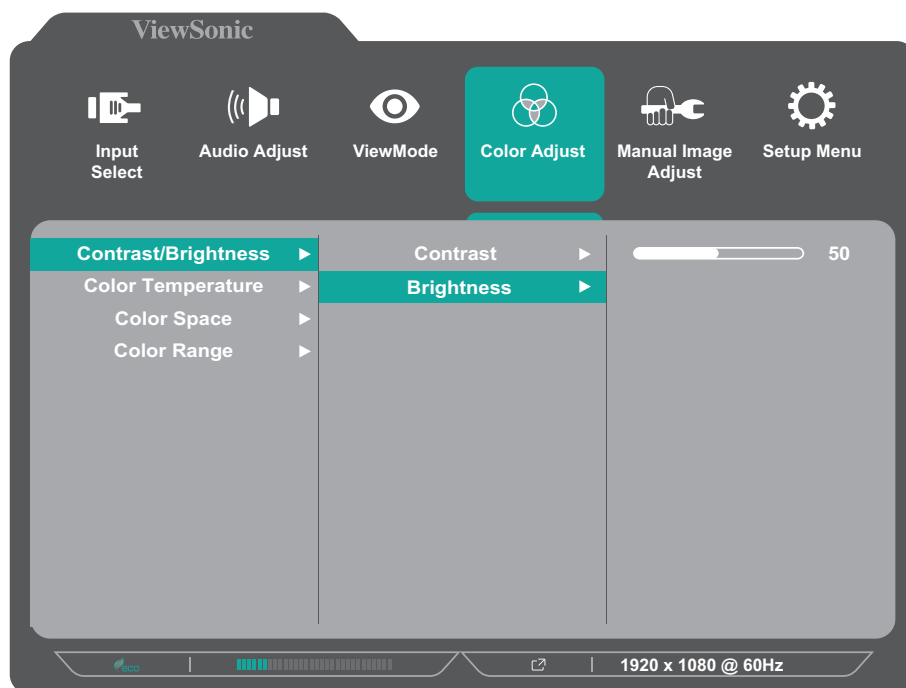 ViewSonic
Input
Select
Audio Adjust
ViewMode
Color Adjust
Manual Image
Adjust
Setup Menu
Contrast/Brightness
Contrast
50
Color Temperature
Brightness
Color Space
Color Range
eco
1920 x 1080 @ 60Hz